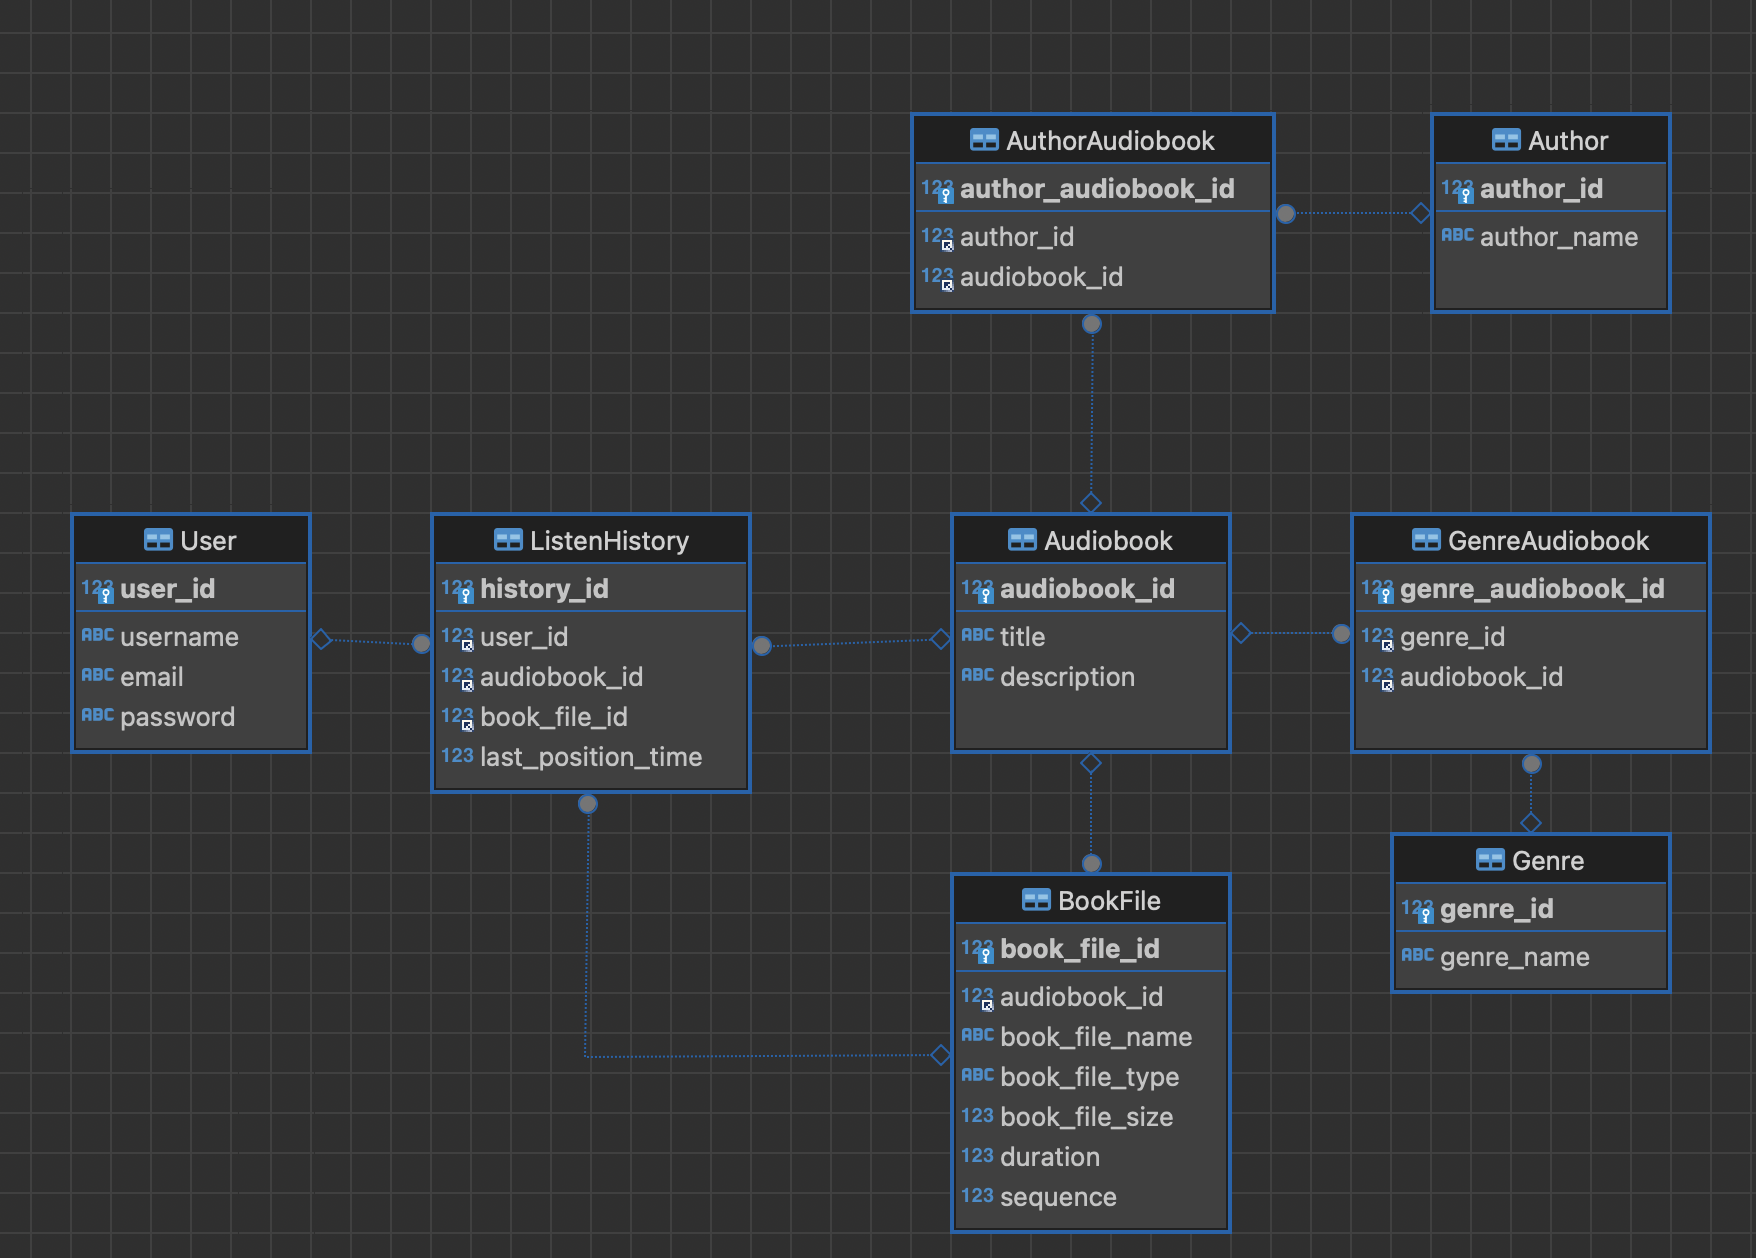 AuthorAudiobook
123 author_audiobook_id
123 author_id
123 audiobook_id
Author
123 author_id
ABC author_name
User
123 user_id
ABC username
ABC email
ABC password
ListenHistory
123 history_id
123 user_id
123 audiobook_id
123 book_file_id
123 last_position_time
Audiobook
123 audiobook_id
ABC title
ABC description
GenreAudiobook
123 genre_audiobook_id
123 genre_id
123 audiobook_id
BookFile
123 book_file_id
123 audiobook_id
ABC book_file_name
ABC book_file_type
123 book_file_size
123 duration
123 sequence
Genre
123 genre_id
ABC genre_name